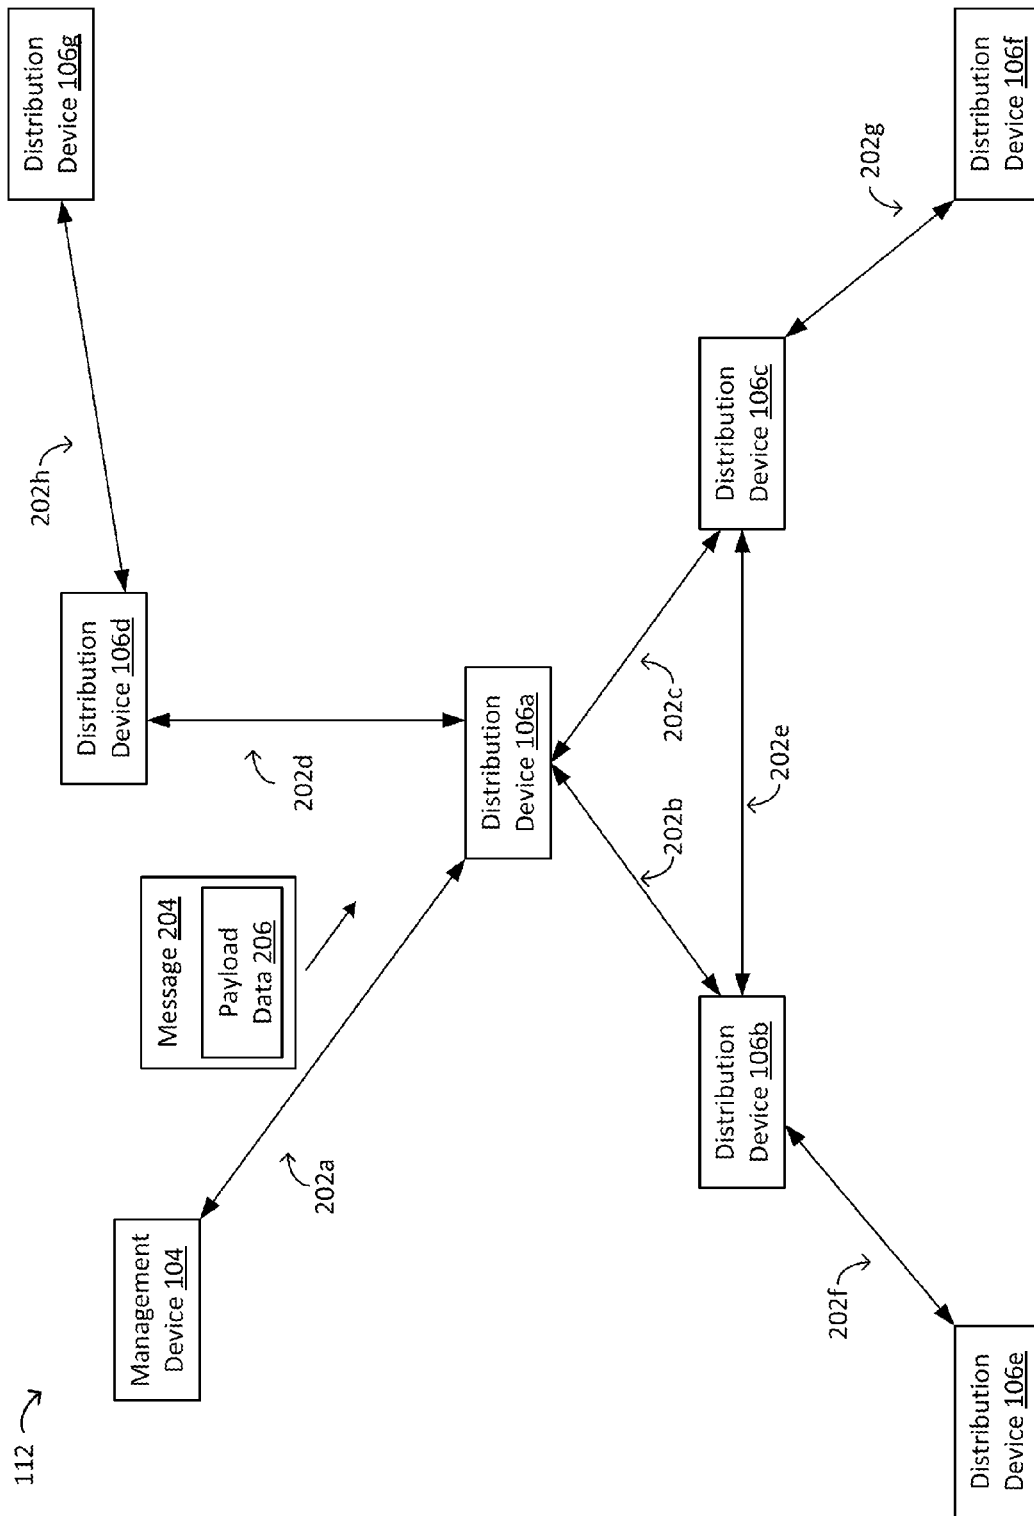 112
Management
Device 104
202a
Message 204
Payload
Data 206
202d
Distribution
Device 106d
202h
Distribution
Device 106g
Distribution
Device 106a
202b
202c
202e
Distribution
Device 106b
Distribution
Device 106c
202f
202g
Distribution
Device 106e
Distribution
Device 106f